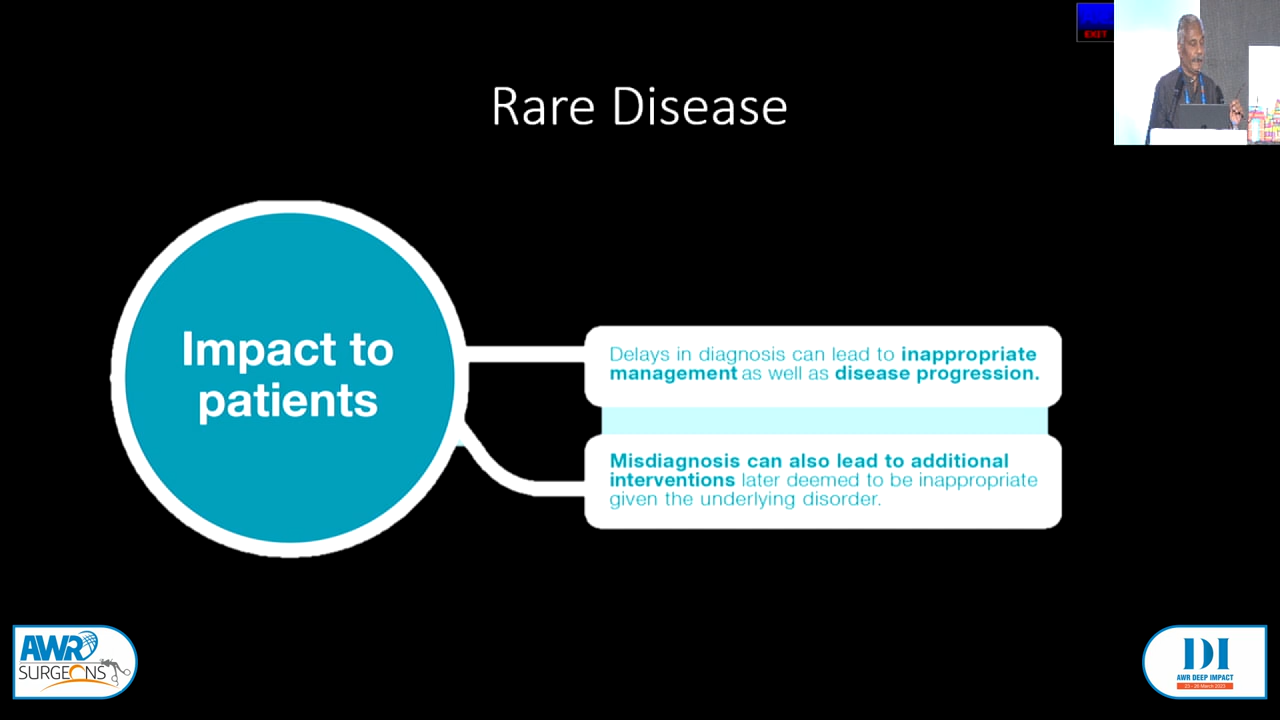 EXIT
Rare Disease
Impact to
patients
Delays in diagnosis can lead to inappropriate
management as well as disease progression.
Misdiagnosis can also lead to additional
interventions later deemed to be inappropriate
given the underlying disorder.
AWR
SURGEONS
DI
AWR DEEP IMPACT